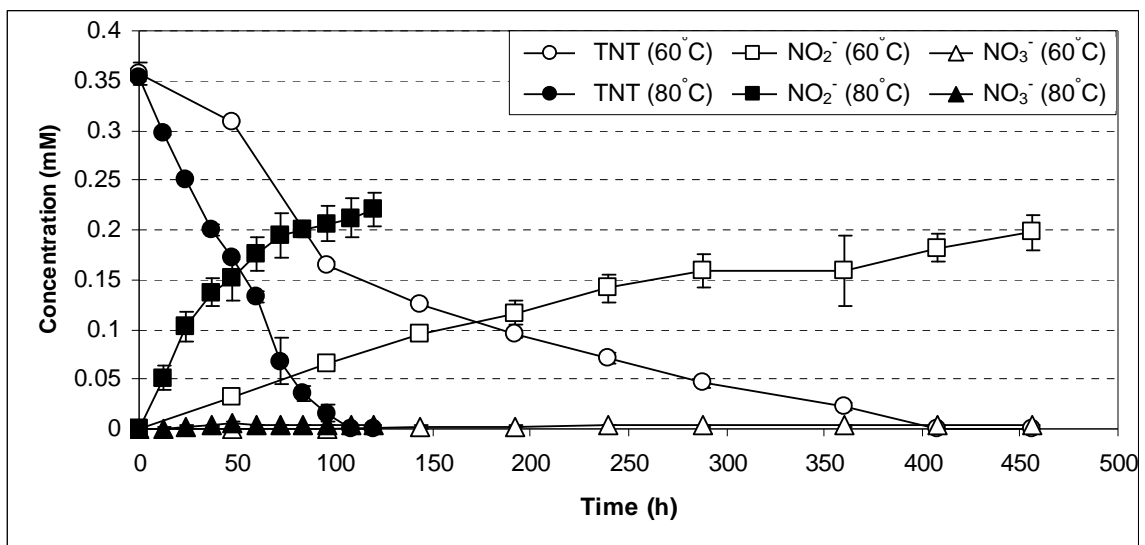 TNT (60°C) NO₂⁻ (60°C) NO₃⁻ (60°C)
TNT (80°C) NO₂⁻ (80°C) NO₃⁻ (80°C)
Concentration (mM)
0.4
0.35
0.3
0.25
0.2
0.15
0.1
0.05
0
0 50 100 150 200 250 300 350 400 450 500
Time (h)